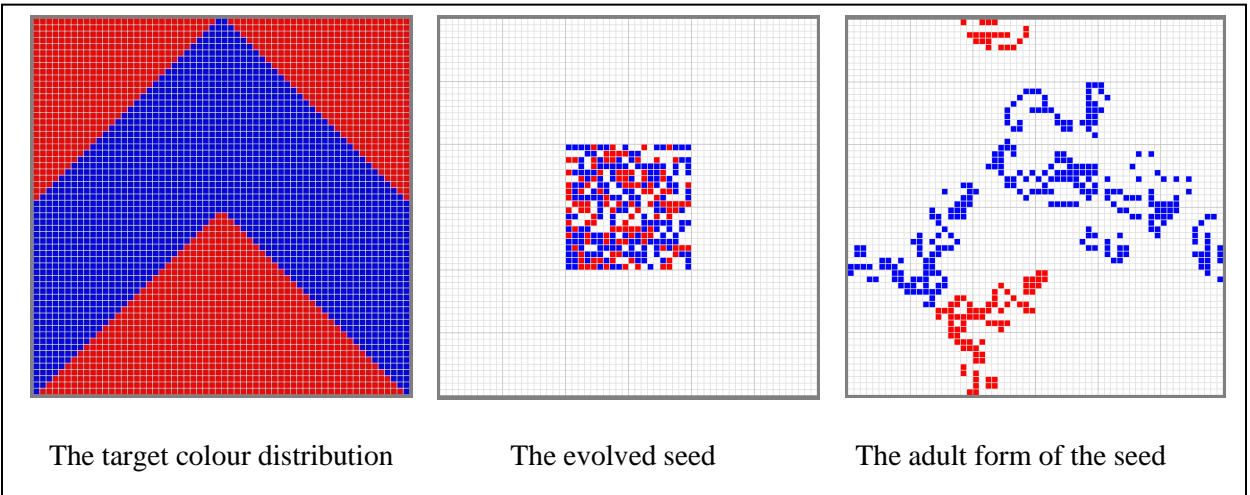 The target colour distribution The evolved seed The adult form of the seed